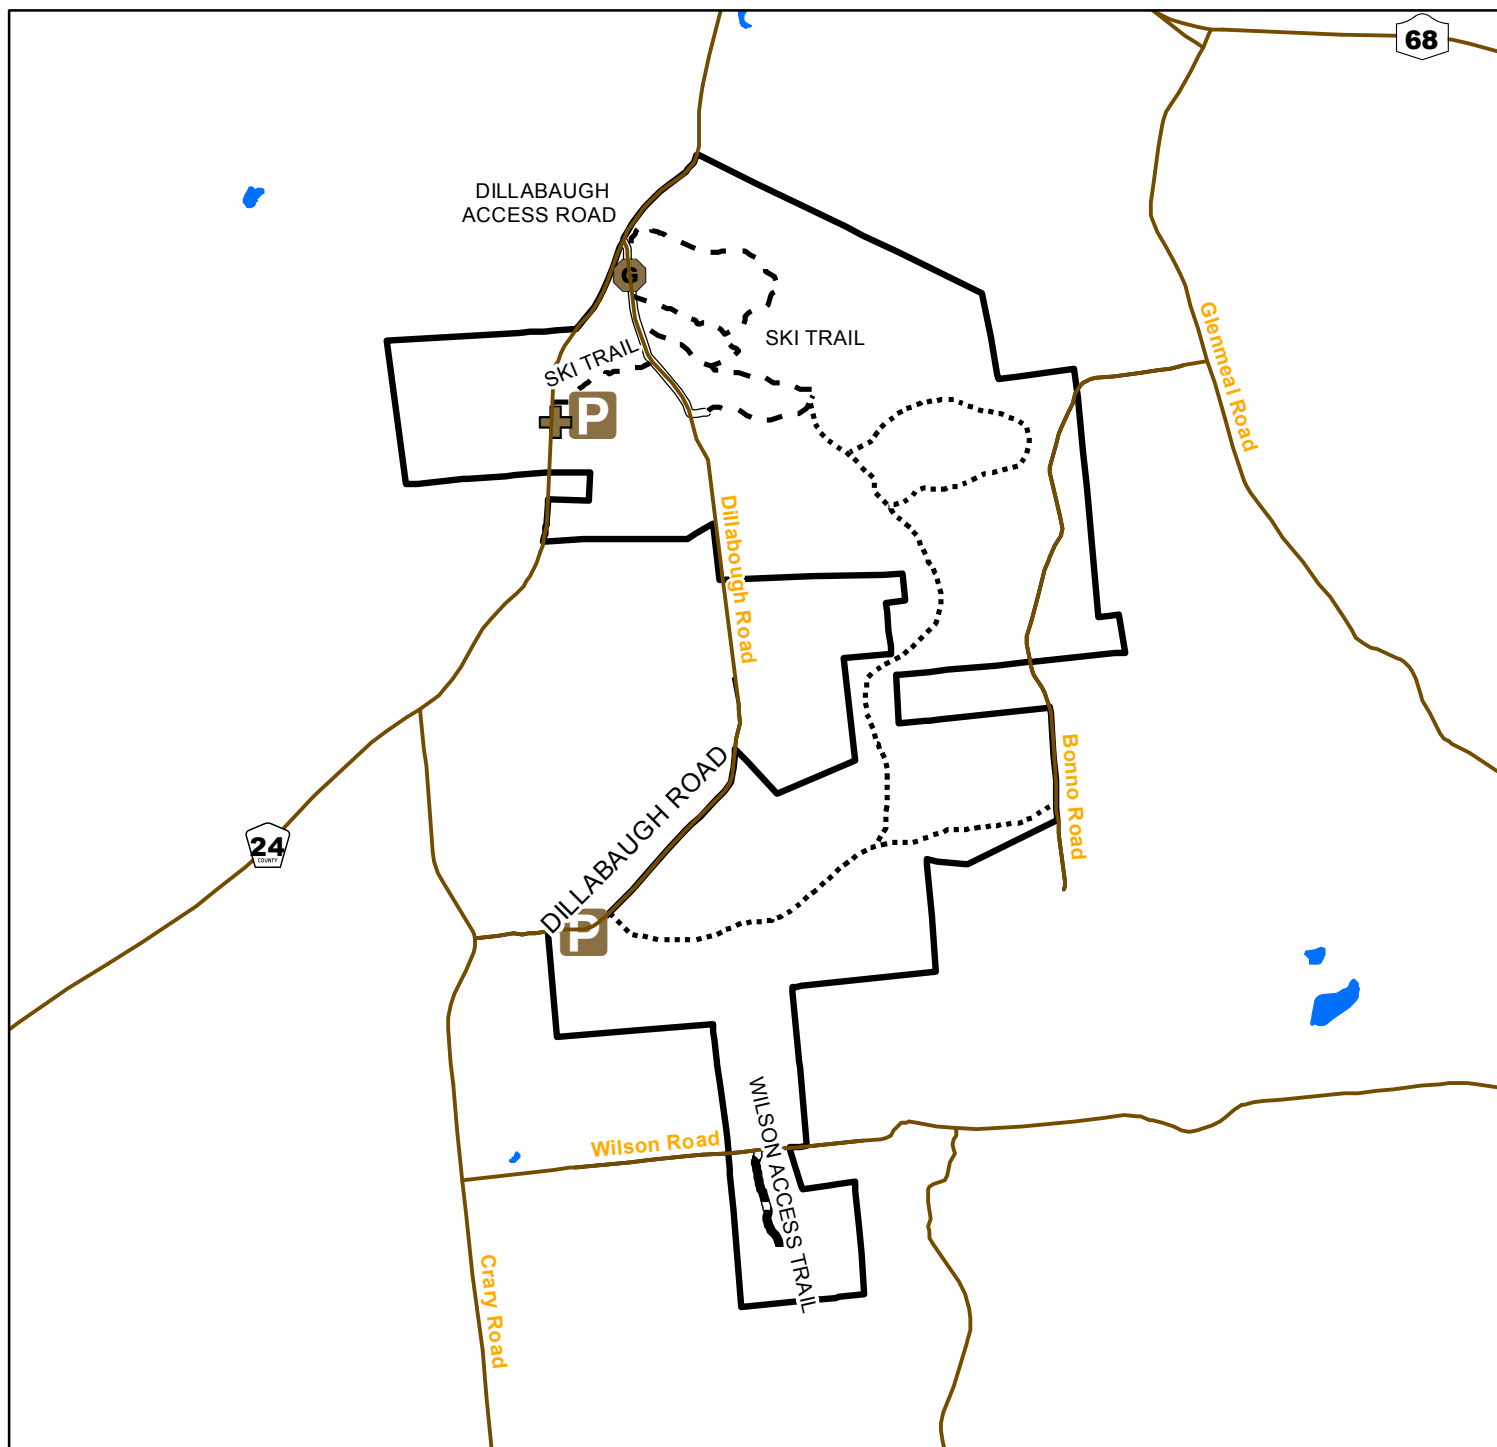 68
DILLABAUGH
ACCESS ROAD
G
SKI TRAIL
SKI TRAIL
P
Glenmeal Road
Dillabough Road
DILLABAUGH ROAD
Bonno Road
24
COUNTY
P
Wilson Road
WILSON ACCESS TRAIL
Crary Road